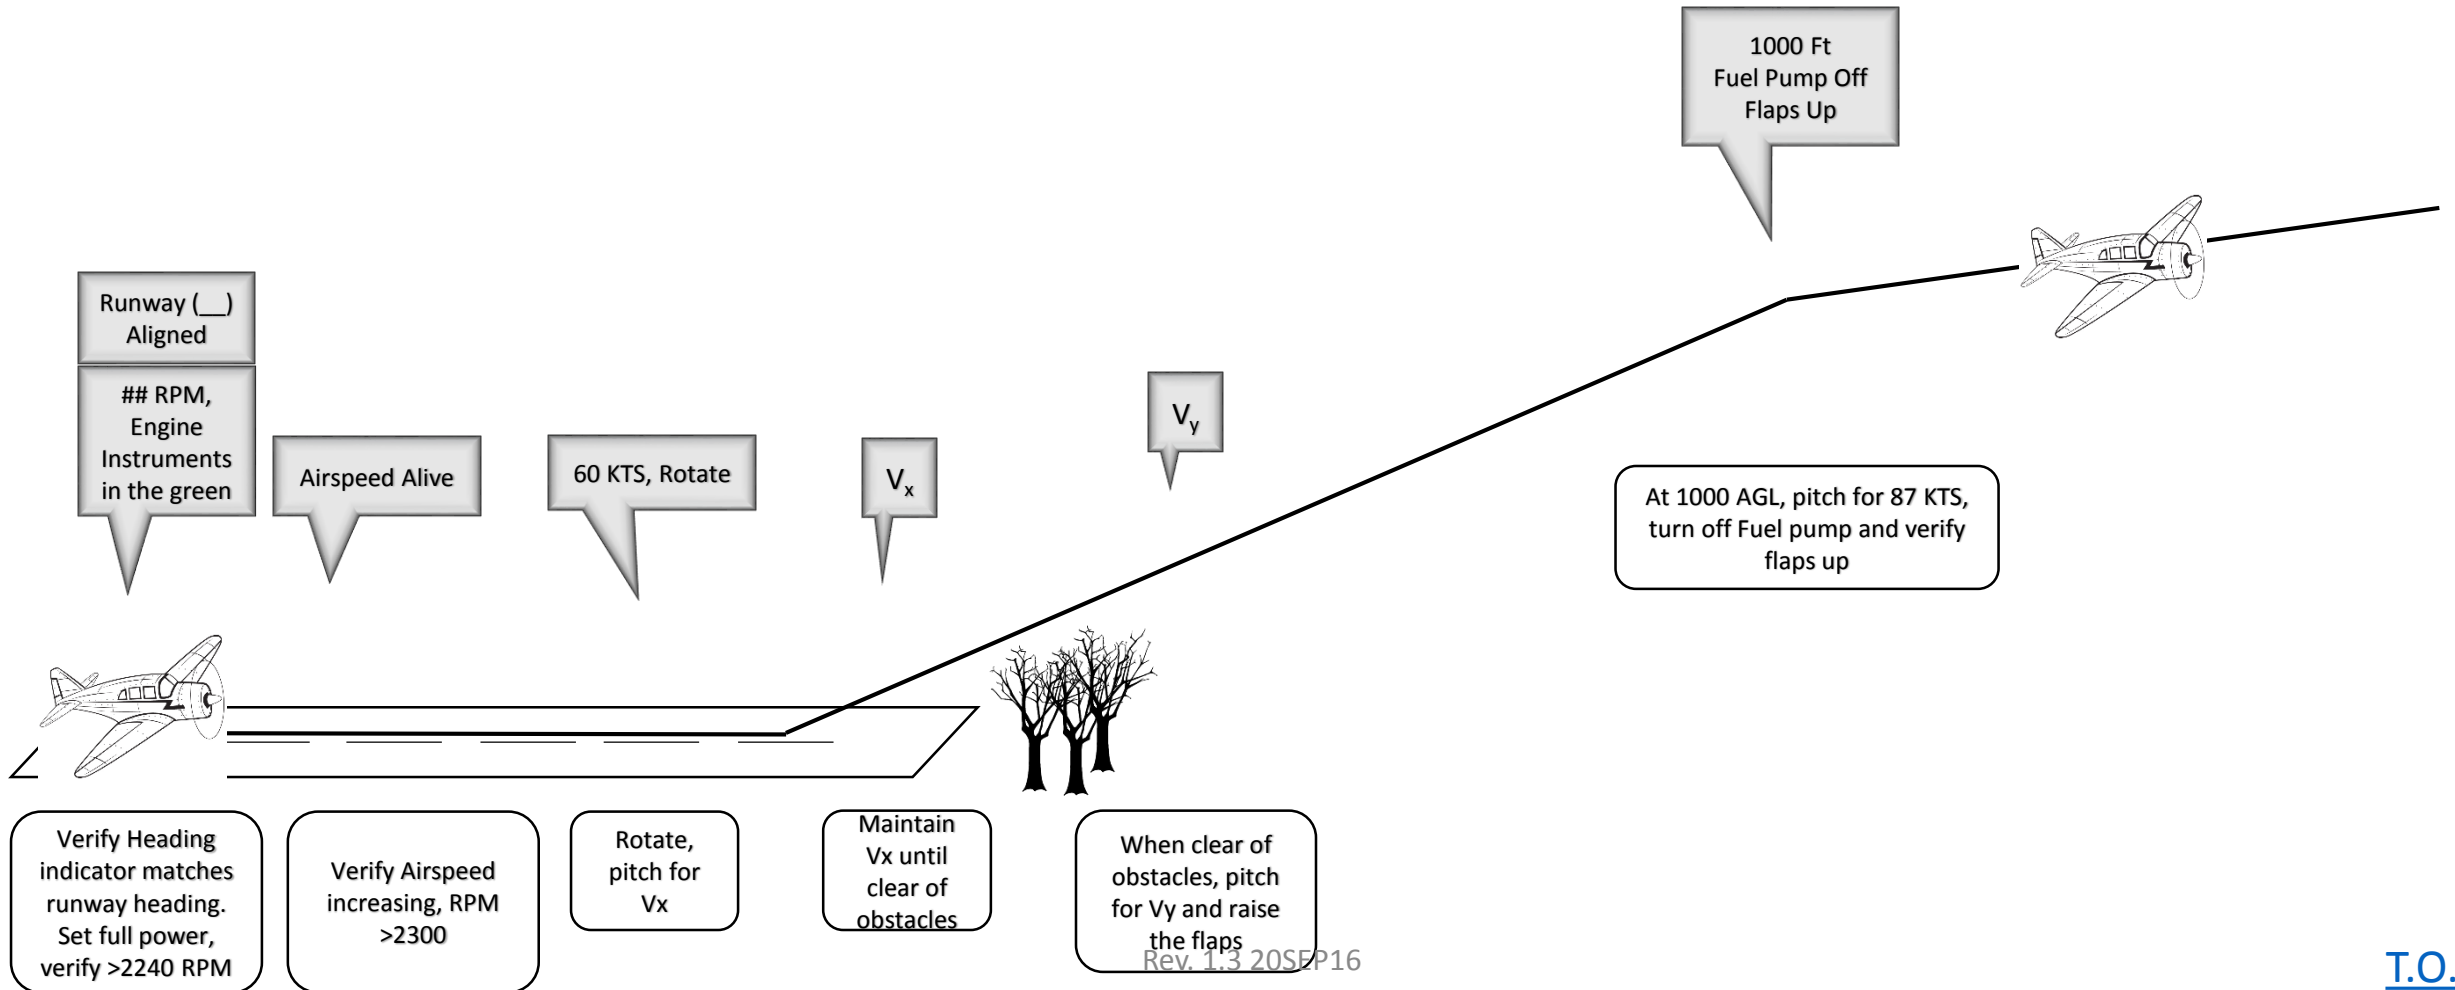 1000 Ft
Fuel Pump Off
Flaps Up
Runway (__)
Aligned
## RPM,
Engine
Instruments
in the green
Airspeed Alive
60 KTS, Rotate
Vx
Vy
At 1000 AGL, pitch for 87 KTS,
turn off Fuel pump and verify
flaps up
Verify Heading
indicator matches
runway heading.
Set full power,
verify >2240 RPM
Verify Airspeed
increasing, RPM
>2300
Rotate,
pitch for
Vx
Maintain
Vx until
clear of
obstacles
When clear of
obstacles, pitch
for Vy and raise
the flaps
Rev. 1.3 20SEP16
T.O.